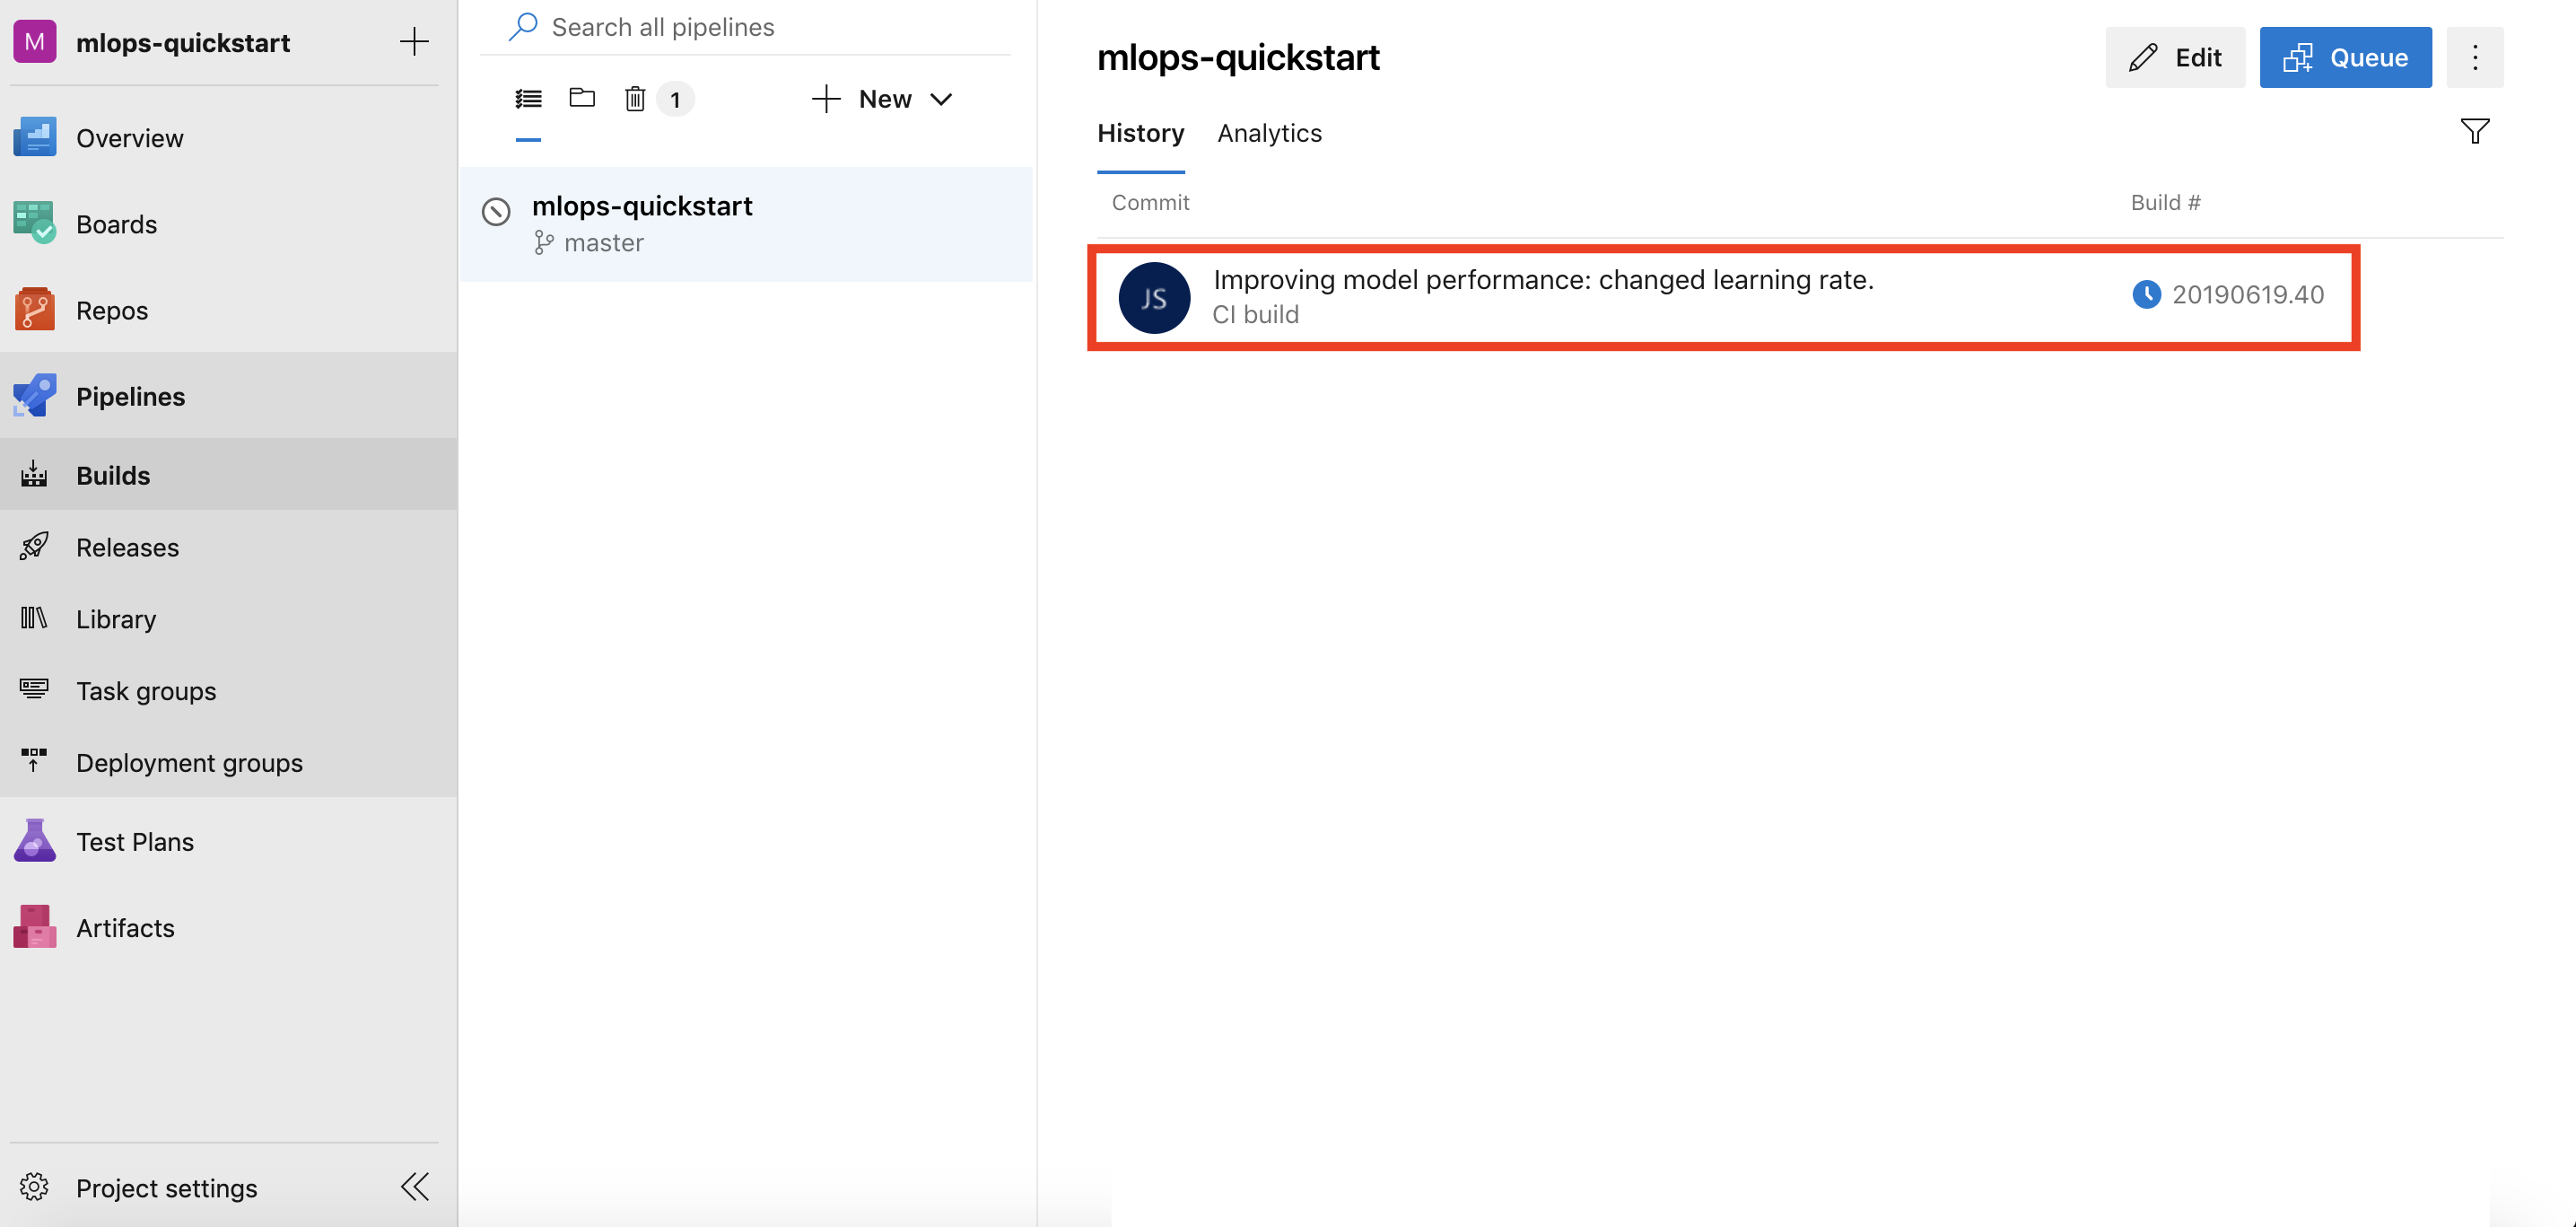 M mlops-quickstart
Overview
Boards
Repos
Pipelines
Builds
Releases
Library
Task groups
Deployment groups
Test Plans
Artifacts
Project settings
Search all pipelines
1 New
mlops-quickstart
master
mlops-quickstart
Edit Queue
History Analytics
Commit Build #
JS Improving model performance: changed learning rate.
CI build
20190619.40